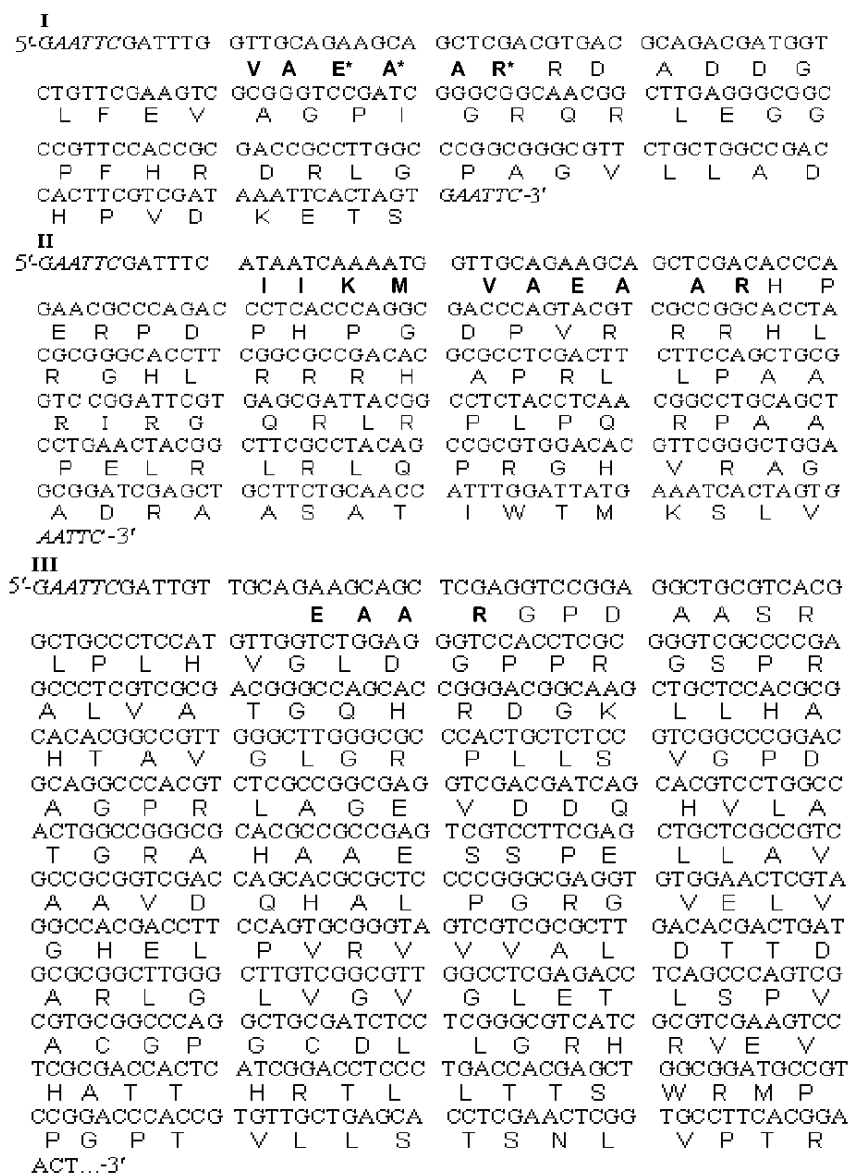 I
5'-GAATTCGATTTG GTTGCAGAAGCA GCTCGACGTGAC GCAGACGATGGT
V A E* A* A R* R D A D D G
CTGTTCGAAGTC GCGGGTCCGATC GGGCGGCAACGG CTTGAGGGCGGC
L F E V A G P I G R Q R L E G G
CCGTTCCACCGC GACCGCCTTGGC CCGGCGGGCGTT CTGCTGGCCGAC
P F H R D R L G P A G V L L A D
CACTTCGTCGAT AAATTCACTAGT GAATTC-3'
H P V D K E T S
II
5'-GAATTCGATTTC ATAATCAAAATG GTTGCAGAAGCA GCTCGACACCCA
I I K M V A E A A R H P
GAACGCCCAGAC CCTCACCCAGGC GACCCAGTACGT CGCCGGCACCTA
E R P D P H P G D P V R R R H L
CGCGGGCACCTT CGGCGCCGACAC GCGCCTCGACTT CTTCCAGCTGCG
R G H L R R R H A P R L L P A A
GTCCGGATTCGT GAGCGATTACGG CCTCTACCTCAA CGGCCTGCAGCT
R I R G Q R L R P L P Q R P A A
CCTGAACTACGG CTTCGCCTACAG CCGCGTGGACAC GTTCGGGCTGGA
P E L R L R L Q P R G H V R A G
GCGGATCGAGCT GCTTCTGCAACC ATTTGGATTATG AAATCACTAGTG
A D R A A S A T I W T M K S L V
AATTC-3'
III
5'-GAATTCGATTGT TGCAGAAGCAGC TCGAGGTCCGGA GGCTGCGTCACG
E A A R G P D A A S R
GCTGCCCTCCAT GTTGGTCTGGAG GGTCCACCTCGC GGGTCGCCCCGA
L P L H V G L D G P P R G S P R
GCCCTCGTCGCG ACGGGCCAGCAC CGGGACGGCAAG CTGCTCCACGCG
A L V A T G Q H R D G K L L H A
CACACGGCCGTT GGGCTTGGGCGC CCACTGCTCTCC GTCGGCCCGGAC
H T A V G L G R P L L S V G P D
GCAGGCCCACGT CTCGCCGGCGAG GTCGACGATCAG CACGTCCTGGCC
A G P R L A G E V D D Q H V L A
ACTGGCCGGGCG CACGCCGCCGAG TCGTCCTTCGAG CTGCTCGCCGTC
T G R A H A A E S S P E L L A V
GCCGCGGTCGAC CAGCACGCGCTC CCCGGGCGAGGT GTGGAACTCGTA
A A V D Q H A L P G R G V E L V
GGCCACGACCTT CCAGTGCGGGTA GTCGTCGCGCTT GACACGACTGAT
G H E L P V R V V V A L D T T D
GCGCGGCTTGGG CTTGTCGGCGTT GGCCTCGAGACC TCAGCCCAGTCG
A R L G L V G V G L E T L S P V
CGTGCGGCCCAG GCTGCGATCTCC TCGGGCGTCATC GCGTCGAAGTCC
A C G P G C D L L G R H R V E V
TCGCGACCACTC ATCGGACCTCCC TGACCACGAGCT GGCGGATGCCGT
H A T T H R T L L T T S W R M P
CCGGACCCACCG TGTTGCTGAGCA CCTCGAACTCGG TGCCTTCACGGA
P G P T V L L S T S N L V P T R
ACT...-3'